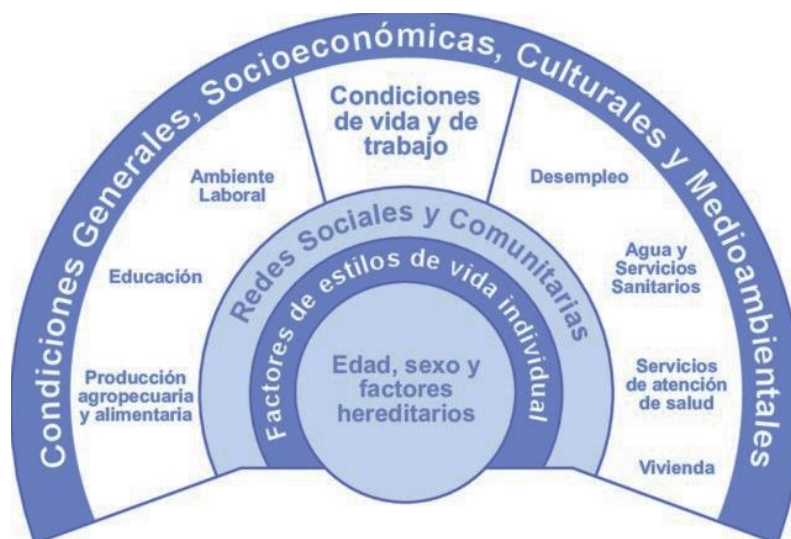 Condiciones Generales, Socioeconómicas, Culturales y Medioambientales
Condiciones
de vida y de
trabajo
Ambiente
Laboral
Desempleo
Educación
Agua y
Servicios
Sanitarios
Producción
agropecuaria
y alimentaria
Servicios
de atención
de salud
Vivienda
Redes Sociales y Comunitarias
Factores de estilos de vida individual
Edad, sexo y
factores
hereditarios